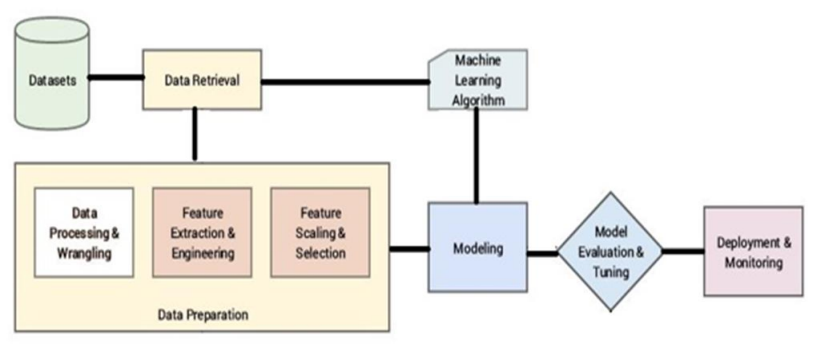 Datasets
Data Retrieval
Machine
Learning
Algorithm
Data
Processing &
Wrangling
Feature
Extraction &
Engineering
Feature
Scaling &
Selection
Data Preparation
Modeling
Model
Evaluation &
Tuning
Deployment &
Monitoring